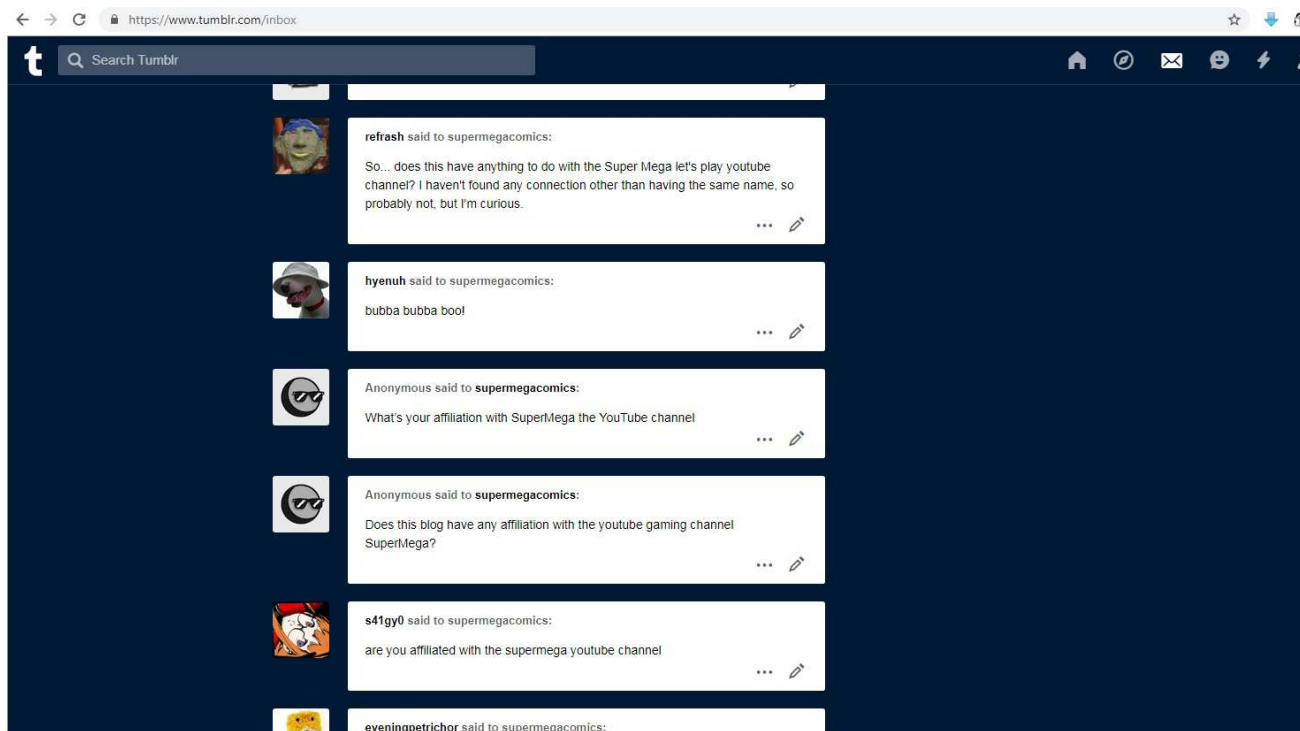 https://www.tumblr.com/inbox
t
Search Tumblr
refrash said to supermegacomics:
So... does this have anything to do with the Super Mega let's play youtube
channel? I haven't found any connection other than having the same name, so
probably not, but I'm curious.
hyenuh said to supermegacomics:
bubba bubba boo!
Anonymous said to supermegacomics:
What's your affiliation with SuperMega the YouTube channel
Anonymous said to supermegacomics:
Does this blog have any affiliation with the youtube gaming channel
SuperMega?
s41gy0 said to supermegacomics:
are you affiliated with the supermega youtube channel
eveningpetrichor said to supermegacomics: